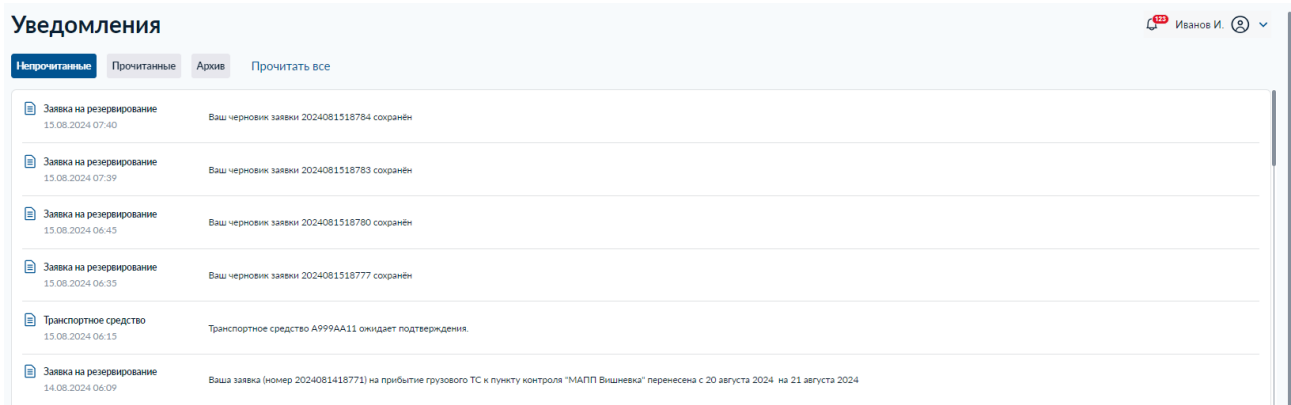 Уведомления
123 Иванов И.
Непрочитанные Прочитанные Архив Прочитать все
Заявка на резервирование
15.08.2024 07:40
Ваш черновик заявки 2024081518784 сохранён
Заявка на резервирование
15.08.2024 07:39
Ваш черновик заявки 2024081518783 сохранён
Заявка на резервирование
15.08.2024 06:45
Ваш черновик заявки 2024081518780 сохранён
Заявка на резервирование
15.08.2024 06:35
Ваш черновик заявки 2024081518777 сохранён
Транспортное средство
15.08.2024 06:15
Транспортное средство А999АА11 ожидает подтверждения.
Заявка на резервирование
14.08.2024 06:09
Ваша заявка (номер 2024081418771) на прибытие грузового ТС к пункту контроля "МАПП Вишневка" перенесена с 20 августа 2024 на 21 августа 2024